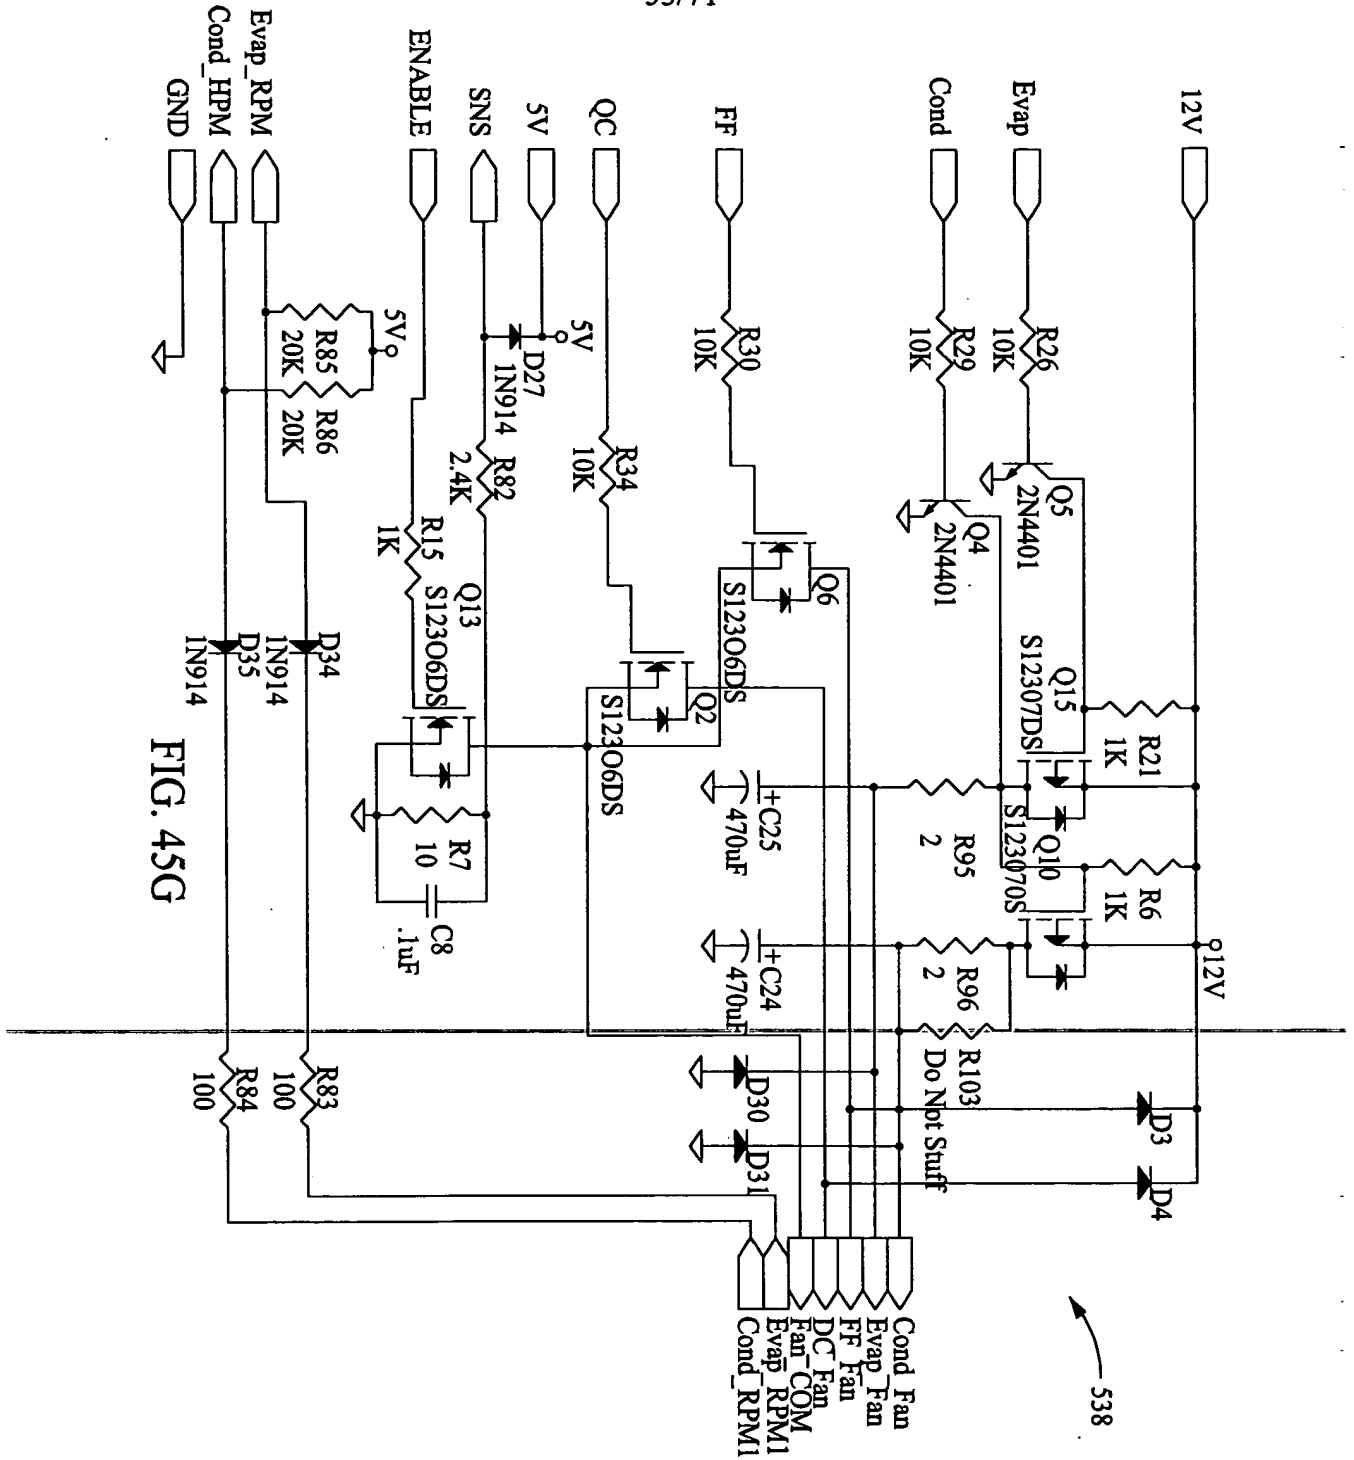 12V
Evap
Cond
FF
QC
5V
SNS
ENABLE
Evap_RPM
Cond_HPM
GND
R26
10K
R29
10K
R30
10K
R34
10K
5V
D27
1N914
R82
2.4K
R15
1K
5V
R85
20K
R86
20K
Q5
2N4401
Q4
2N4401
Q6
S123O6DS
Q2
S123O6DS
Q13
S123O6DS
Q15
S12307DS
R21
1K
Q10
S123070S
R6
1K
12V
R95
2
+C25
470uF
R96
2
+C24
470uF
R103
Do Not Stuff
R7
10
C8
.1uF
D34
1N914
D35
1N914
R83
100
R84
100
D30
D31
D3
D4
Cond_Fan
Evap_Fan
FF_Fan
DC_Fan
Fan_COM
Evap_RPM1
Cond_RPM1
538
FIG. 45G